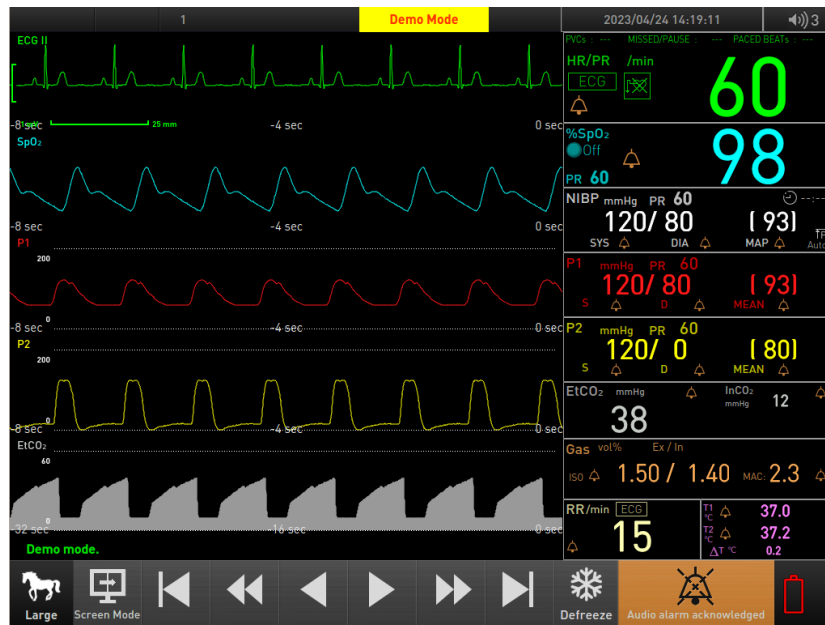 1
Demo Mode
2023/04/24 14:19:11
3
ECG II
-8 sec
25 mm
-4 sec
0 sec
SpO₂
-8 sec
-4 sec
0 sec
P1
200
0
-8 sec
-4 sec
0 sec
P2
200
0
-8 sec
-4 sec
0 sec
EtCO₂
60
0
-32 sec
-16 sec
0 sec
Demo mode.
PVCs : --- MISSED/PAUSE : --- PACED BEATs : ---
HR/PR /min
ECG
60
%SpO₂
Off
98
PR 60
NIBP mmHg PR 60 --:--
120/ 80 ( 93)
SYS DIA MAP Auto
P1 mmHg PR 60
120/ 80 ( 93)
S D MEAN
P2 mmHg PR 60
120/ 0 ( 80)
S D MEAN
EtCO₂ mmHg
38
InCO₂
mmHg 12
Gas vol% Ex / In
ISO 1.50 / 1.40 MAC: 2.3
RR/min ECG
15
T1 °C 37.0
T2 °C 37.2
ΔT °C 0.2
Large
Screen Mode
Defreeze
Audio alarm acknowledged